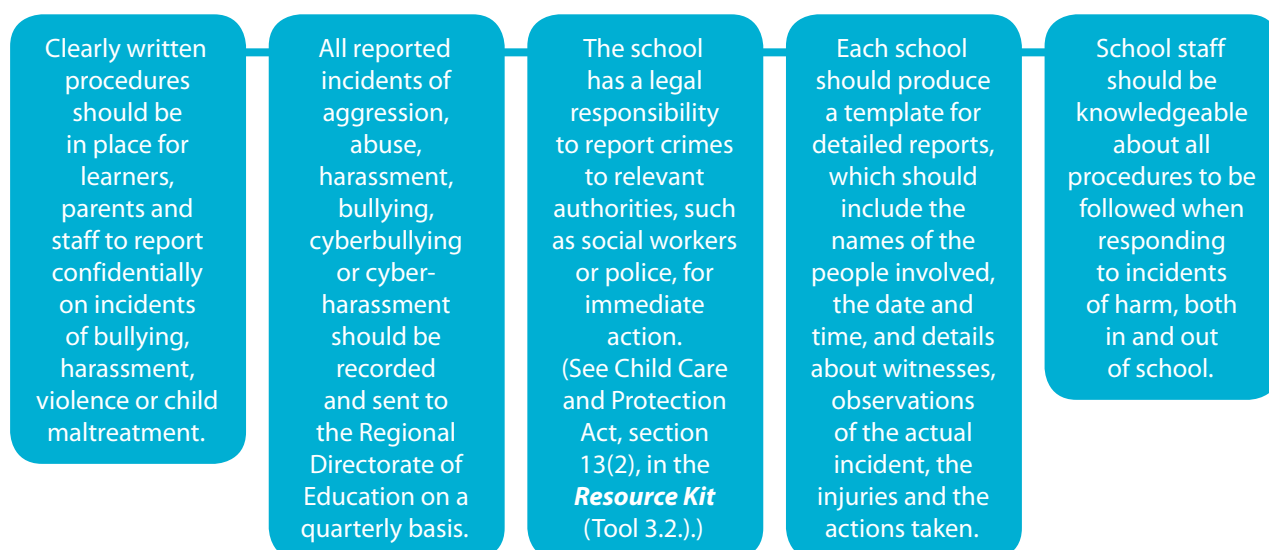 Clearly written
procedures
should be
in place for
learners,
parents and
staff to report
confidentially
on incidents
of bullying,
harassment,
violence or child
maltreatment.
All reported
incidents of
aggression,
abuse,
harassment,
bullying,
cyberbullying
or cyber-
harassment
should be
recorded
and sent to
the Regional
Directorate of
Education on a
quarterly basis.
The school
has a legal
responsibility
to report crimes
to relevant
authorities, such
as social workers
or police, for
immediate
action.
(See Child Care
and Protection
Act, section
13(2), in the
Resource Kit
(Tool 3.2.).)
Each school
should produce
a template for
detailed reports,
which should
include the
names of the
people involved,
the date and
time, and details
about witnesses,
observations
of the actual
incident, the
injuries and the
actions taken.
School staff
should be
knowledgeable
about all
procedures to be
followed when
responding
to incidents
of harm, both
in and out
of school.